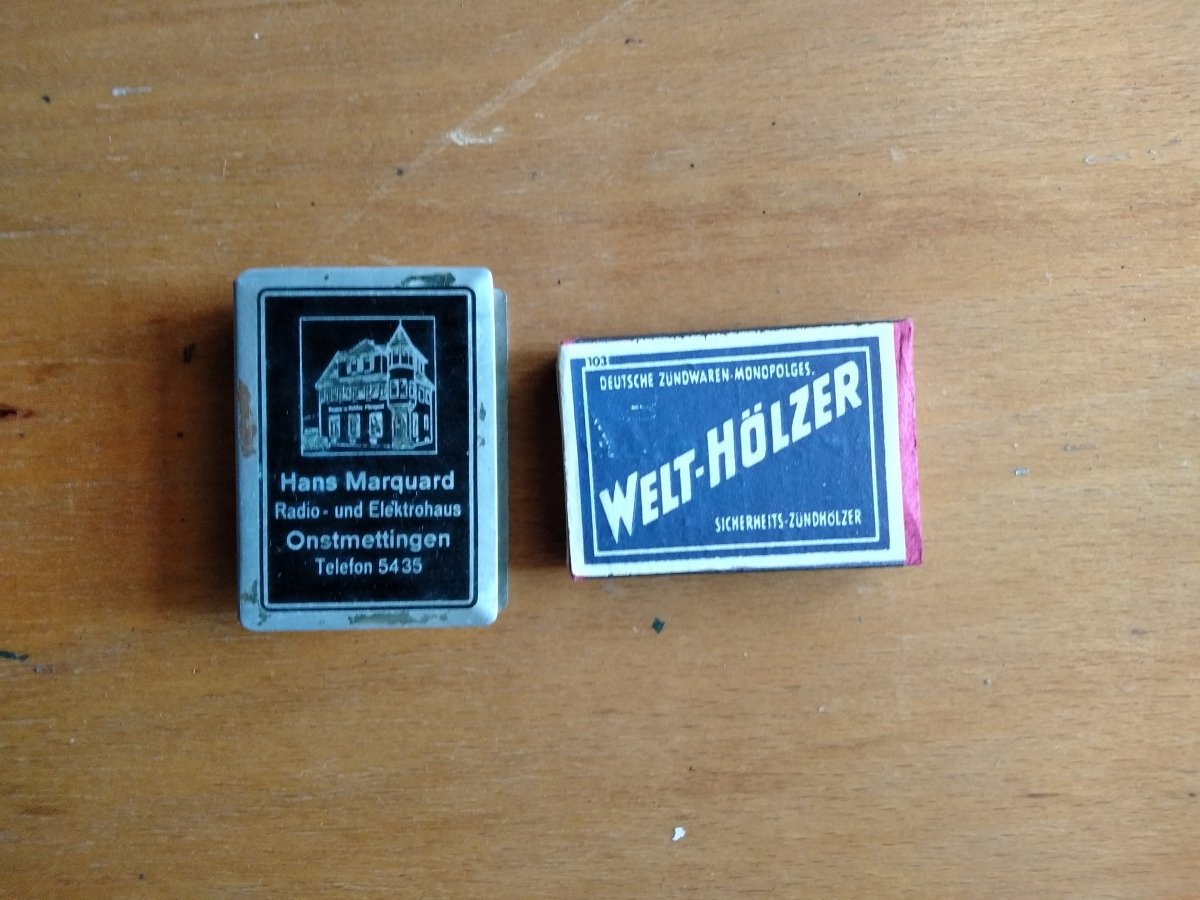 Hans Marquard
Radio- und Elektrohaus
Onstmettingen
Telefon 5435
103
DEUTSCHE ZÜNDWAREN-MONOPOLGES.
WELT-HÖLZER
SICHERHEITS-ZÜNDHÖLZER